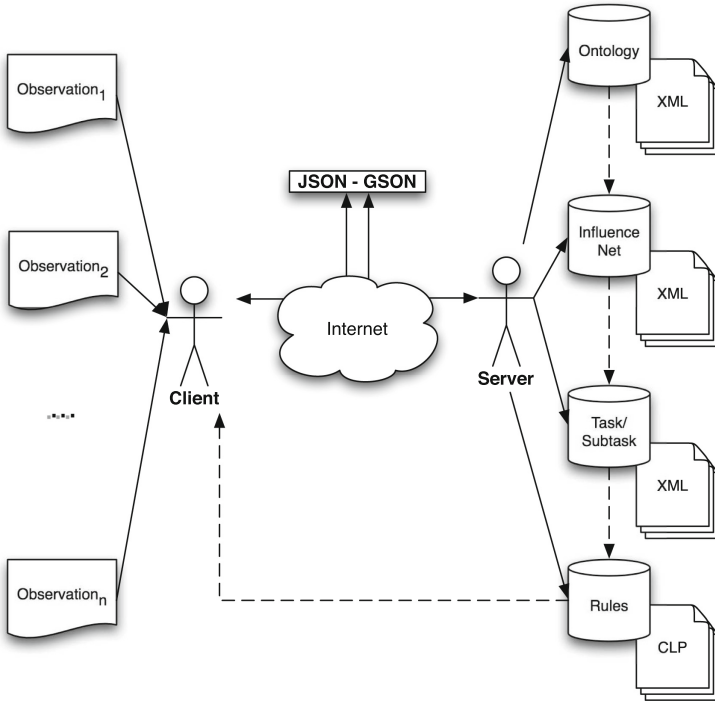 Ontology
XML
Observation1
JSON - GSON
Influence
Net
XML
Observation2
Internet
Client
Server
Task/
Subtask
XML
Observationn
Rules
CLP